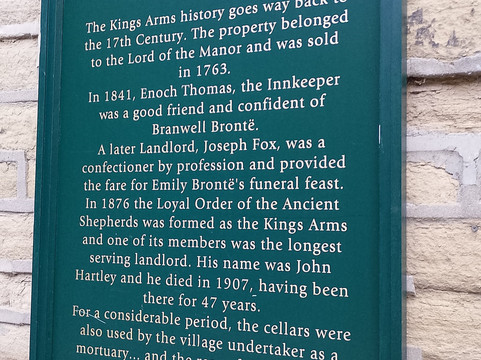 The Kings Arms history goes way back to
the 17th Century. The property belonged
to the Lord of the Manor and was sold
in 1763.
In 1841, Enoch Thomas, the Innkeeper
was a good friend and confident of
Branwell Brontë.
A later Landlord, Joseph Fox, was a
confectioner by profession and provided
the fare for Emily Brontë's funeral feast.
In 1876 the Loyal Order of the Ancient
Shepherds was formed as the Kings Arms
and one of its members was the longest
serving landlord. His name was John
Hartley and he died in 1907, having been
there for 47 years.
For a considerable period, the cellars were
also used by the village undertaker as a
mortuary... and the